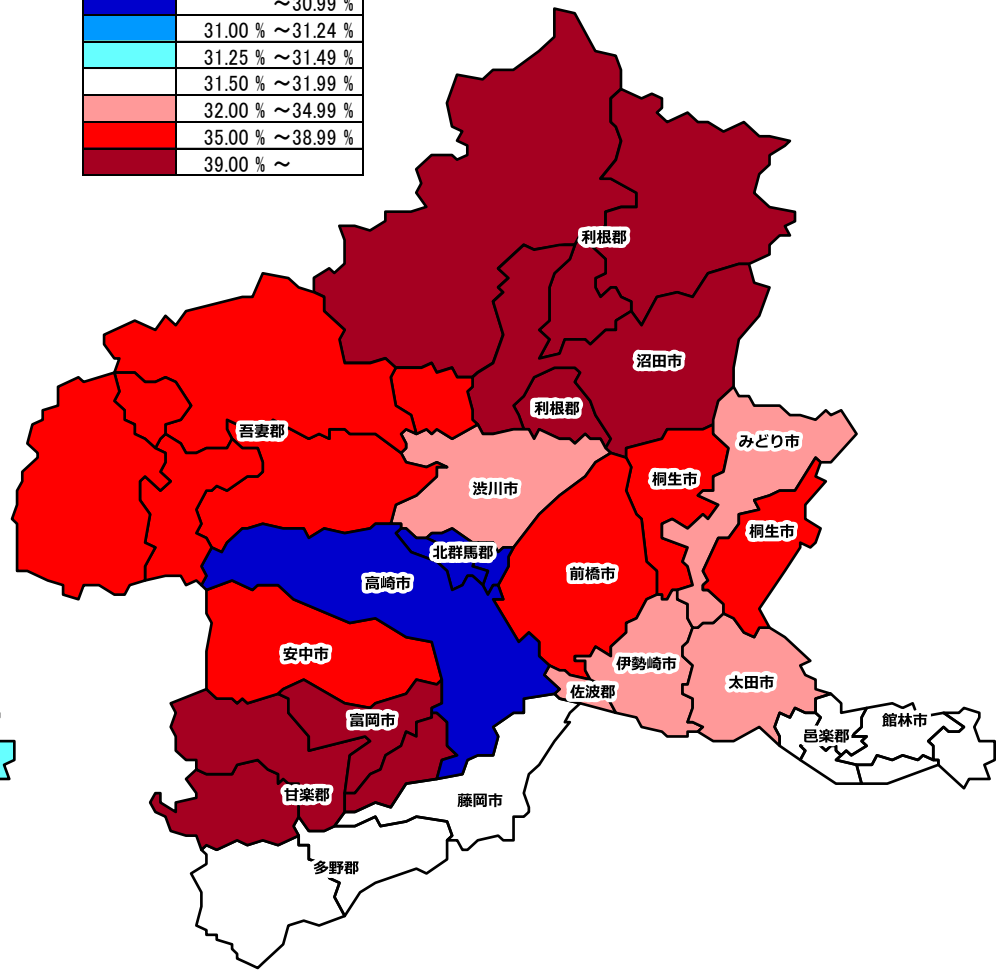 ～30.99 %
31.00 % ～31.24 %
31.25 % ～31.49 %
31.50 % ～31.99 %
32.00 % ～34.99 %
35.00 % ～38.99 %
39.00 % ～
利根郡
沼田市
利根郡
吾妻郡
みどり市
渋川市
桐生市
桐生市
北群馬郡
高崎市
前橋市
安中市
伊勢崎市
佐波郡
太田市
富岡市
館林市
邑楽郡
甘楽郡
藤岡市
多野郡